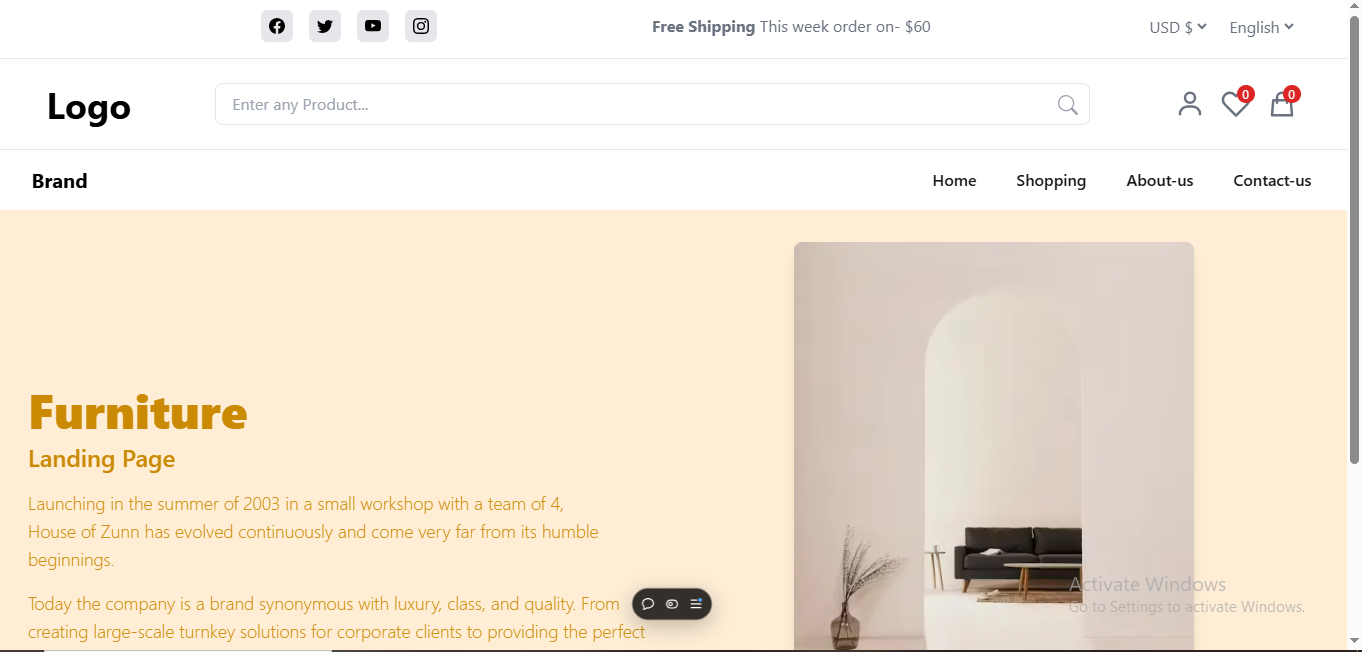 Free Shipping This week order on- $60
USD $
English
Logo
Enter any Product...
0
0
Brand
Home
Shopping
About-us
Contact-us
Furniture
Landing Page
Launching in the summer of 2003 in a small workshop with a team of 4,
House of Zunn has evolved continuously and come very far from its humble
beginnings.
Today the company is a brand synonymous with luxury, class, and quality. From
creating large-scale turnkey solutions for corporate clients to providing the perfect
Activate Windows
Go to Settings to activate Windows.